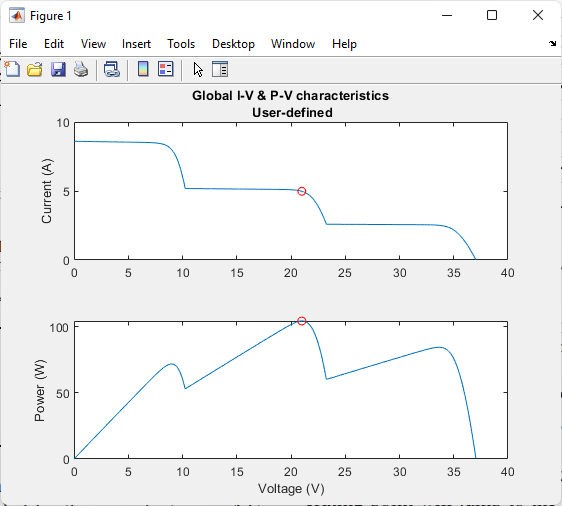 Figure 1
File Edit View Insert Tools Desktop Window Help
Global I-V & P-V characteristics
User-defined
10
5
0
Current (A)
0 5 10 15 20 25 30 35 40
100
50
0
Power (W)
0 5 10 15 20 25 30 35 40
Voltage (V)